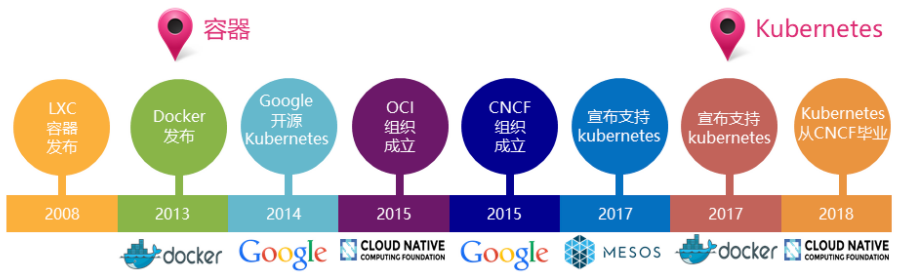 容器
Kubernetes
LXC
容器
发布
Docker
发布
Google
开源
Kubernetes
OCI
组织
成立
CNCF
组织
成立
宣布支持
kubernetes
宣布支持
kubernetes
Kubernetes
从CNCF毕业
2008
2013
2014
2015
2015
2017
2017
2018
docker
Google
CLOUD NATIVE
COMPUTING FOUNDATION
Google
MESOS
docker
CLOUD NATIVE
COMPUTING FOUNDATION